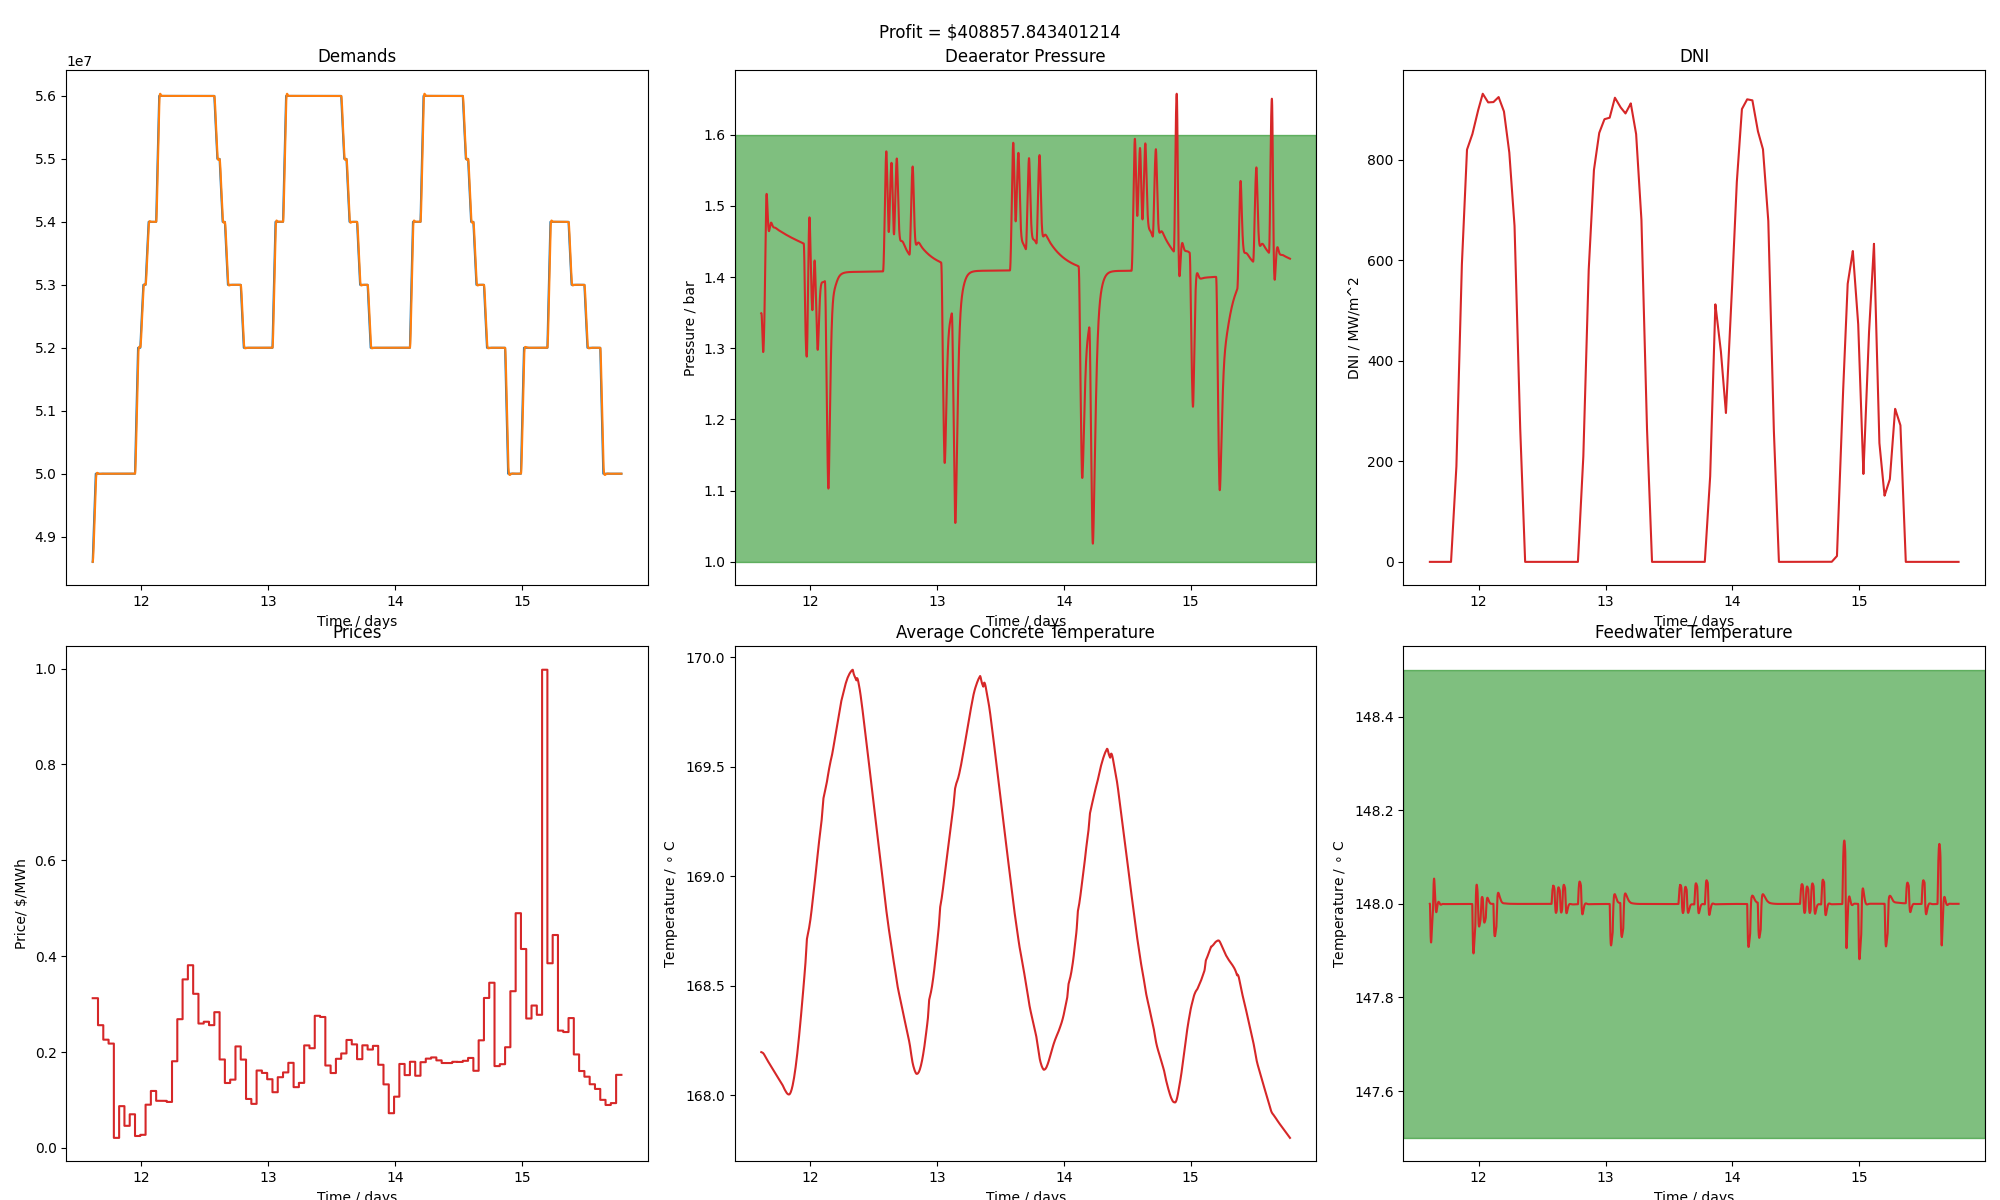 Profit = $408857.843401214
Demands
1e7
5.6
5.5
5.4
5.3
5.2
5.1
5.0
4.9
12 13 14 15
Time / days
Deaerator Pressure
Pressure / bar
1.6
1.5
1.4
1.3
1.2
1.1
1.0
12 13 14 15
Time / days
DNI
DNI / MW/m^2
800
600
400
200
0
12 13 14 15
Time / days
Prices
Price/ $/MWh
1.0
0.8
0.6
0.4
0.2
0.0
12 13 14 15
Time / days
Average Concrete Temperature
Temperature / ∘ C
170.0
169.5
169.0
168.5
168.0
12 13 14 15
Time / days
Feedwater Temperature
Temperature / ∘ C
148.4
148.2
148.0
147.8
147.6
12 13 14 15
Time / days